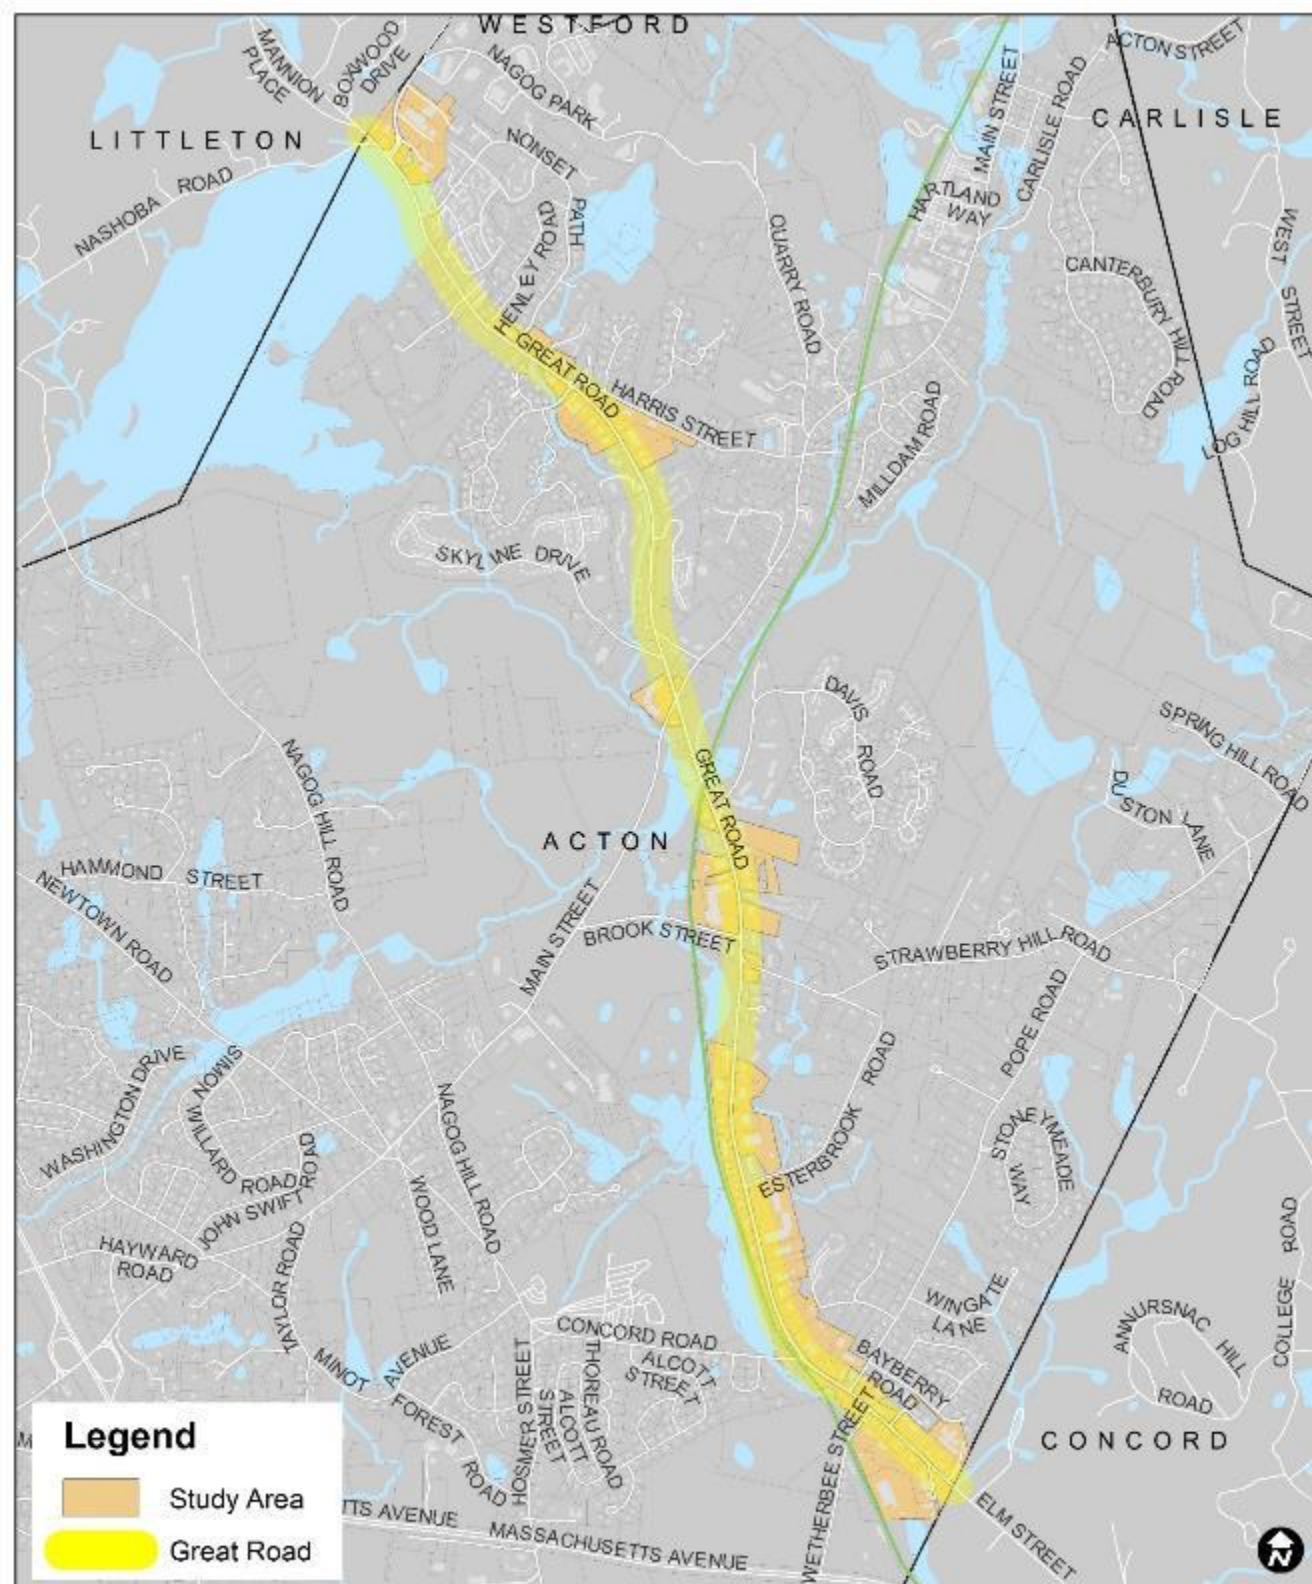 WESTFORD
MANNION
PLACE
BOXWOOD
DRIVE
NAGOG PARK
MAIN STREET
ACTON STREET
CARLISLE ROAD
CARLISLE
LITTLETON
NONSET
PATH
NASHOBA ROAD
HARTLAND
WAY
HENLEY ROAD
QUARRY ROAD
WEST STREET
CANTERBURY HILL ROAD
GREAT ROAD
HARRIS STREET
LOG HILL ROAD
MILLDAM ROAD
SKYLINE DRIVE
DAVIS
ROAD
SPRING HILL ROAD
NAGOG HILL ROAD
GREAT ROAD
DUSTON LANE
ACTON
HAMMOND STREET
NEWTOWN ROAD
MAIN STREET
BROOK STREET
STRAWBERRY HILL ROAD
POPE ROAD
WASHINGTON DRIVE
SIMON
WILLARD
ROAD
NAGOG HILL ROAD
ESTERBROOK ROAD
STONEYMEADE
WAY
JOHN SWIFT ROAD
WOOD LANE
HAYWARD
ROAD
TAYLOR ROAD
COLLEGE ROAD
WINGATE
LANE
ANNURSNAC HILL
ROAD
CONCORD ROAD
ALCOTT
STREET
MINOT AVENUE
BAYBERRY
ROAD
HOSMER STREET
ALCOTT
STREET
THOREAU ROAD
FOREST
ROAD
WETHERBEE STREET
CONCORD
ELM STREET
M
TTS AVENUE
MASSACHUSETTS AVENUE
Legend
Study Area
Great Road
N